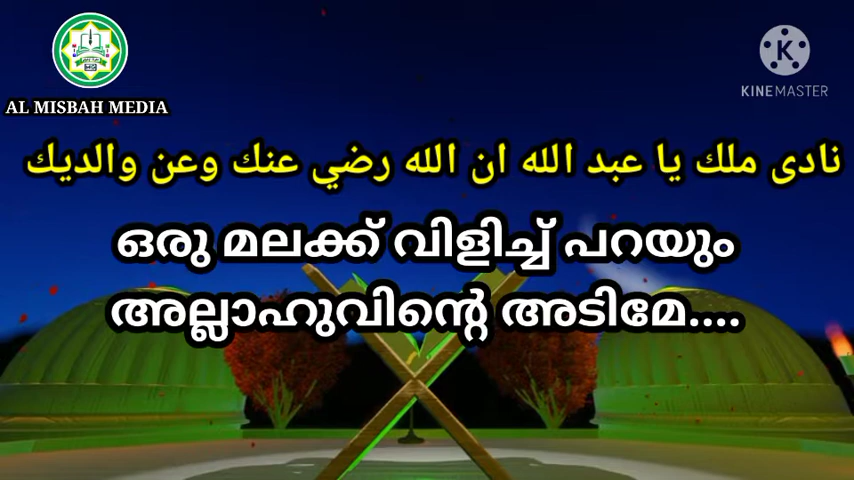 AL MISBAH MEDIA
KINEMASTER
نادى ملك يا عبد الله ان الله رضي عنك وعن والديك
ഒരു മലക്ക് വിളിച്ച് പറയും
അല്ലാഹുവിന്റെ അടിമേ....